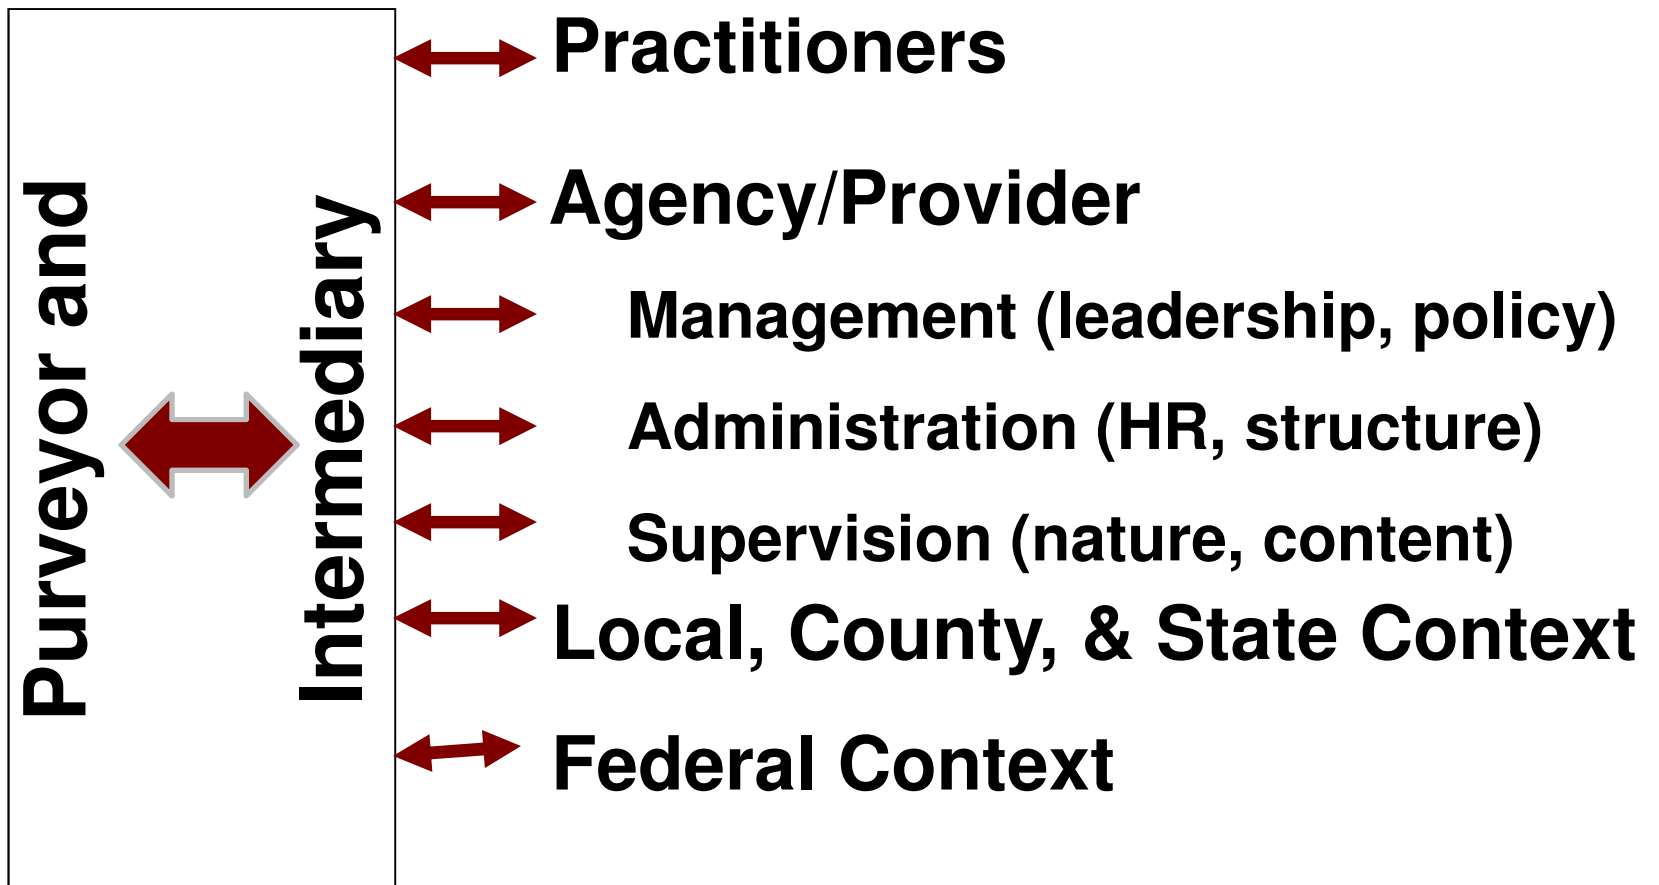 Purveyor and
Intermediary
Practitioners
Agency/Provider
Management (leadership, policy)
Administration (HR, structure)
Supervision (nature, content)
Local, County, & State Context
Federal Context